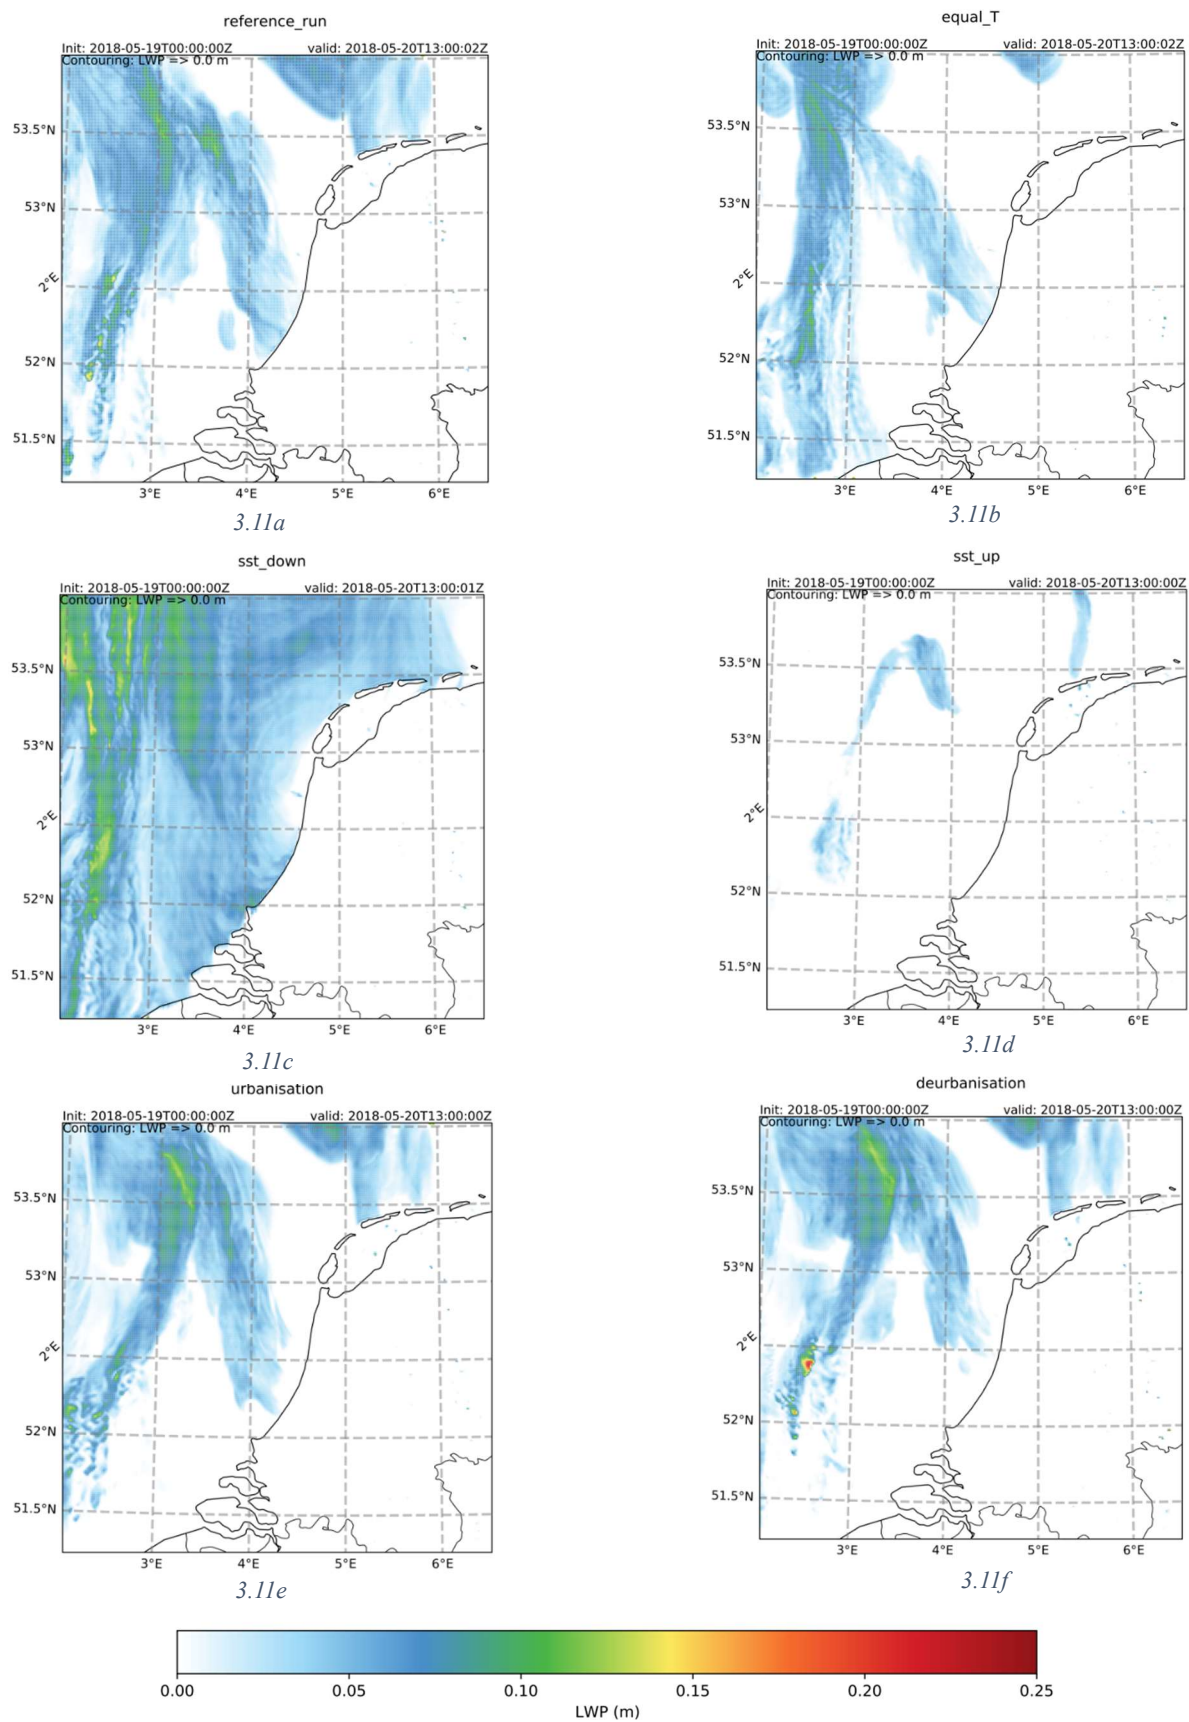 reference_run
Init: 2018-05-19T00:00:00Z valid: 2018-05-20T13:00:02Z
Contouring: LWP => 0.0 m
53.5°N
53°N
2°E
52°N
51.5°N
3°E 4°E 5°E 6°E
3.11a
equal_T
Init: 2018-05-19T00:00:00Z valid: 2018-05-20T13:00:02Z
Contouring: LWP => 0.0 m
53.5°N
53°N
2°E
52°N
51.5°N
3°E 4°E 5°E 6°E
3.11b
sst_down
Init: 2018-05-19T00:00:00Z valid: 2018-05-20T13:00:01Z
Contouring: LWP => 0.0 m
53.5°N
53°N
2°E
52°N
51.5°N
3°E 4°E 5°E 6°E
3.11c
sst_up
Init: 2018-05-19T00:00:00Z valid: 2018-05-20T13:00:00Z
Contouring: LWP => 0.0 m
53.5°N
53°N
2°E
52°N
51.5°N
3°E 4°E 5°E 6°E
3.11d
urbanisation
Init: 2018-05-19T00:00:00Z valid: 2018-05-20T13:00:00Z
Contouring: LWP => 0.0 m
53.5°N
53°N
2°E
52°N
51.5°N
3°E 4°E 5°E 6°E
3.11e
deurbanisation
Init: 2018-05-19T00:00:00Z valid: 2018-05-20T13:00:00Z
Contouring: LWP => 0.0 m
53.5°N
53°N
2°E
52°N
51.5°N
3°E 4°E 5°E 6°E
3.11f
0.00 0.05 0.10 0.15 0.20 0.25
LWP (m)